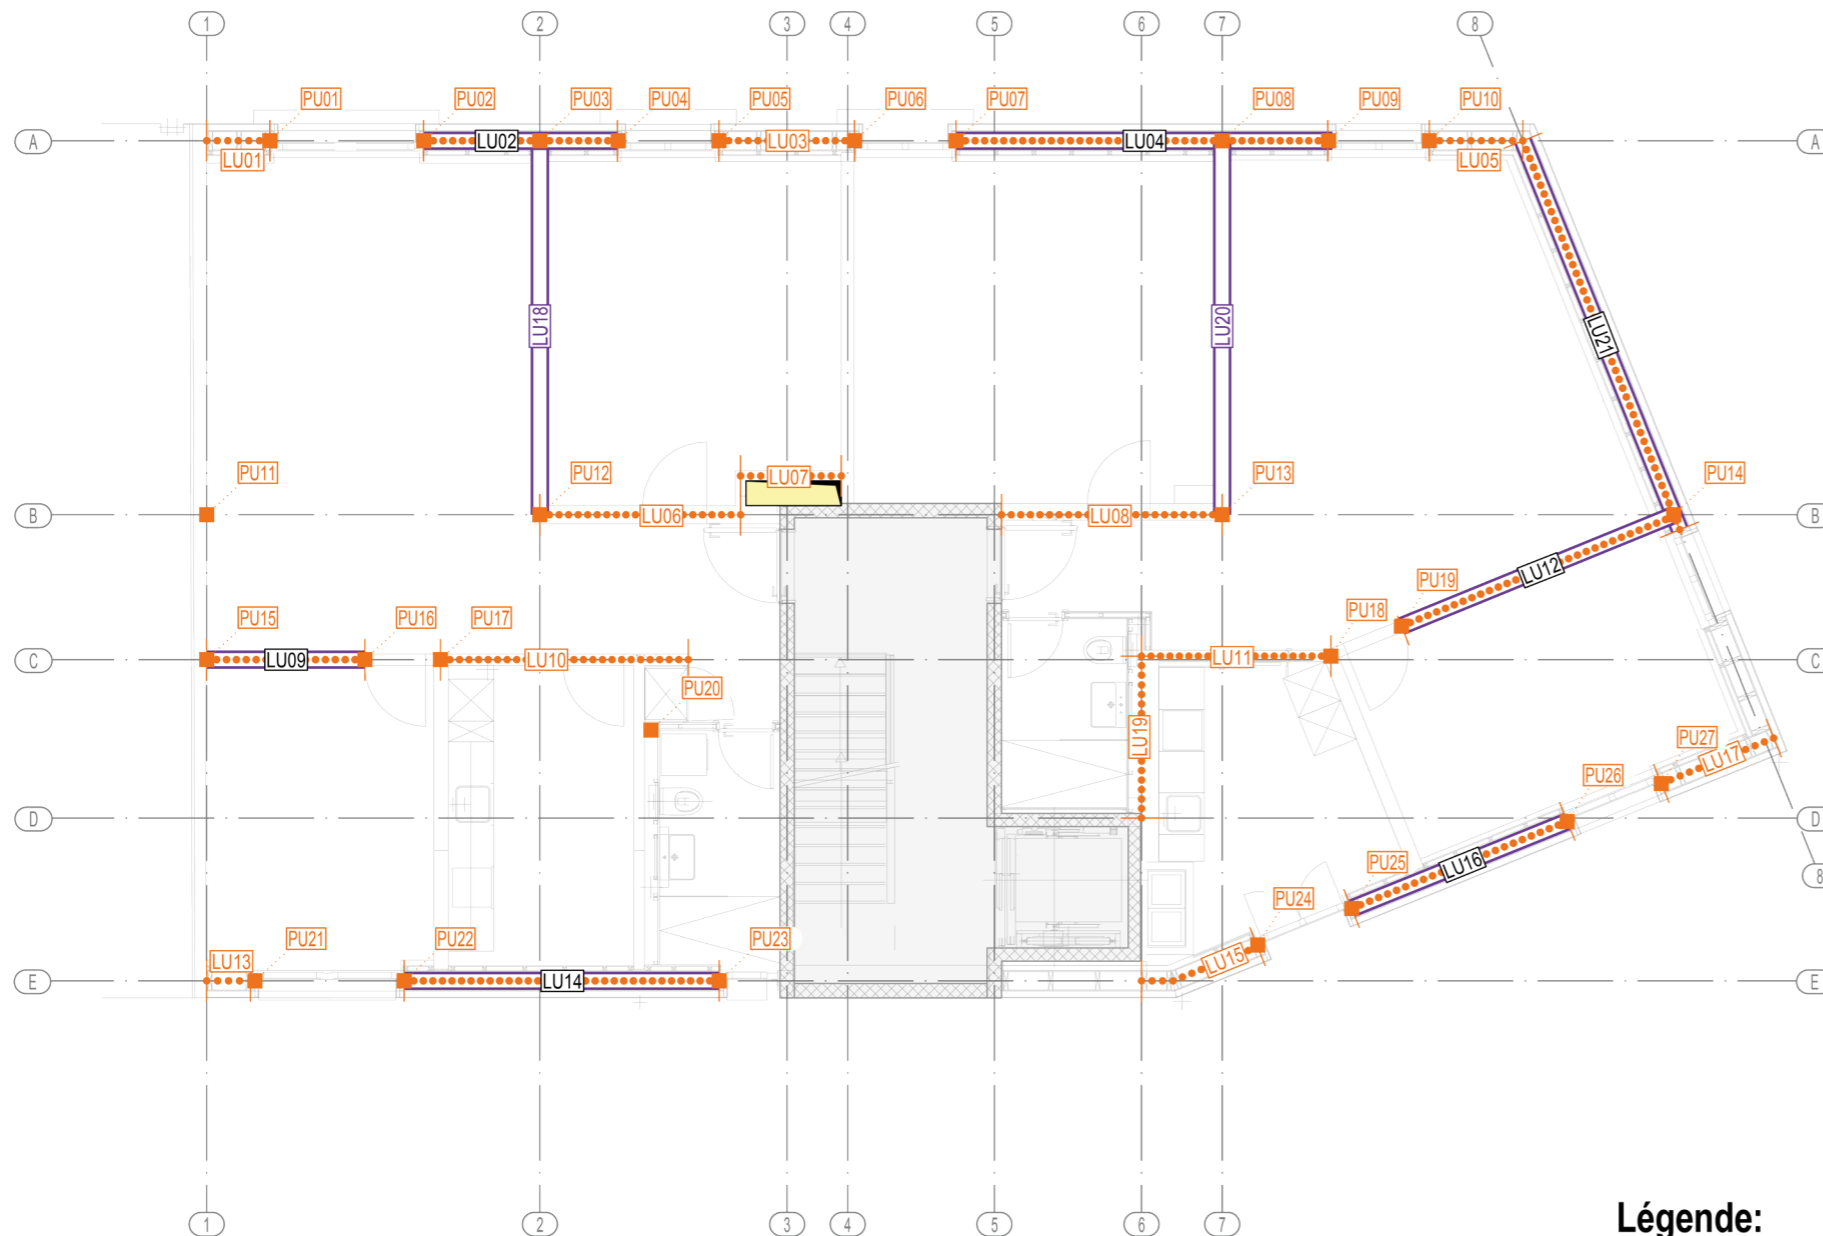 1 2 3 4 5 6 7 8
PU01 PU02 PU03 PU04 PU05 PU06 PU07 PU08 PU09 PU10
A LU02 LU03 LU04 A
LU01 LU05
LU18 LU20 LU21
PU11 PU12 LU07 PU13 PU14
B LU06 LU08 B
LU12
PU19
PU15 PU16 PU17 PU18
C LU09 LU10 LU11 C
PU20
LU19 PU27 LU17
PU26
D D
PU25 LU16 8
PU24
PU21 PU22 PU23
LU13 LU15
E LU14 E
Légende:
1 2 3 4 5 6 7